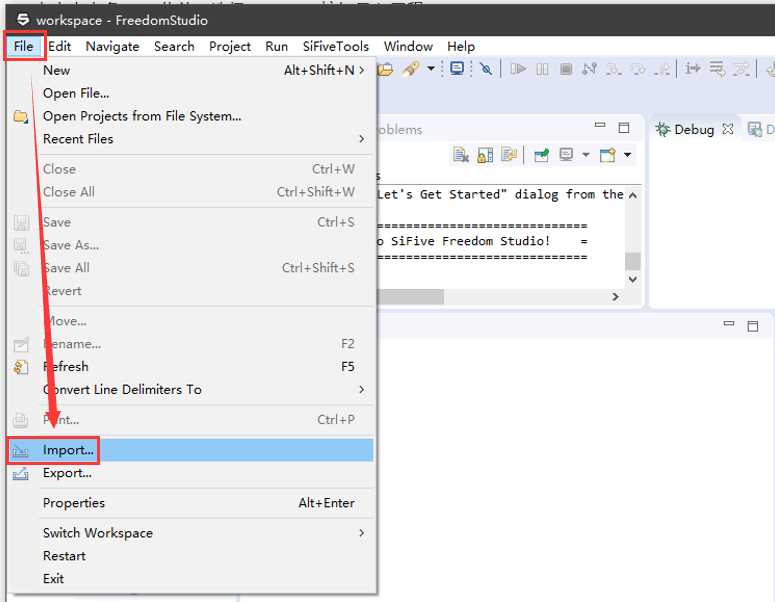 workspace - FreedomStudio
File Edit Navigate Search Project Run SiFiveTools Window Help
New Alt+Shift+N
Open File...
Open Projects from File System...
Recent Files
Close Ctrl+W
Close All Ctrl+Shift+W
Save Ctrl+S
Save As...
Save All Ctrl+Shift+S
Revert
Move...
Rename... F2
Refresh F5
Convert Line Delimiters To
Print... Ctrl+P
Import...
Export...
Properties Alt+Enter
Switch Workspace
Restart
Exit
oblems
s
Let's Get Started" dialog from the
==============================
o SiFive Freedom Studio! =
==============================
Debug D